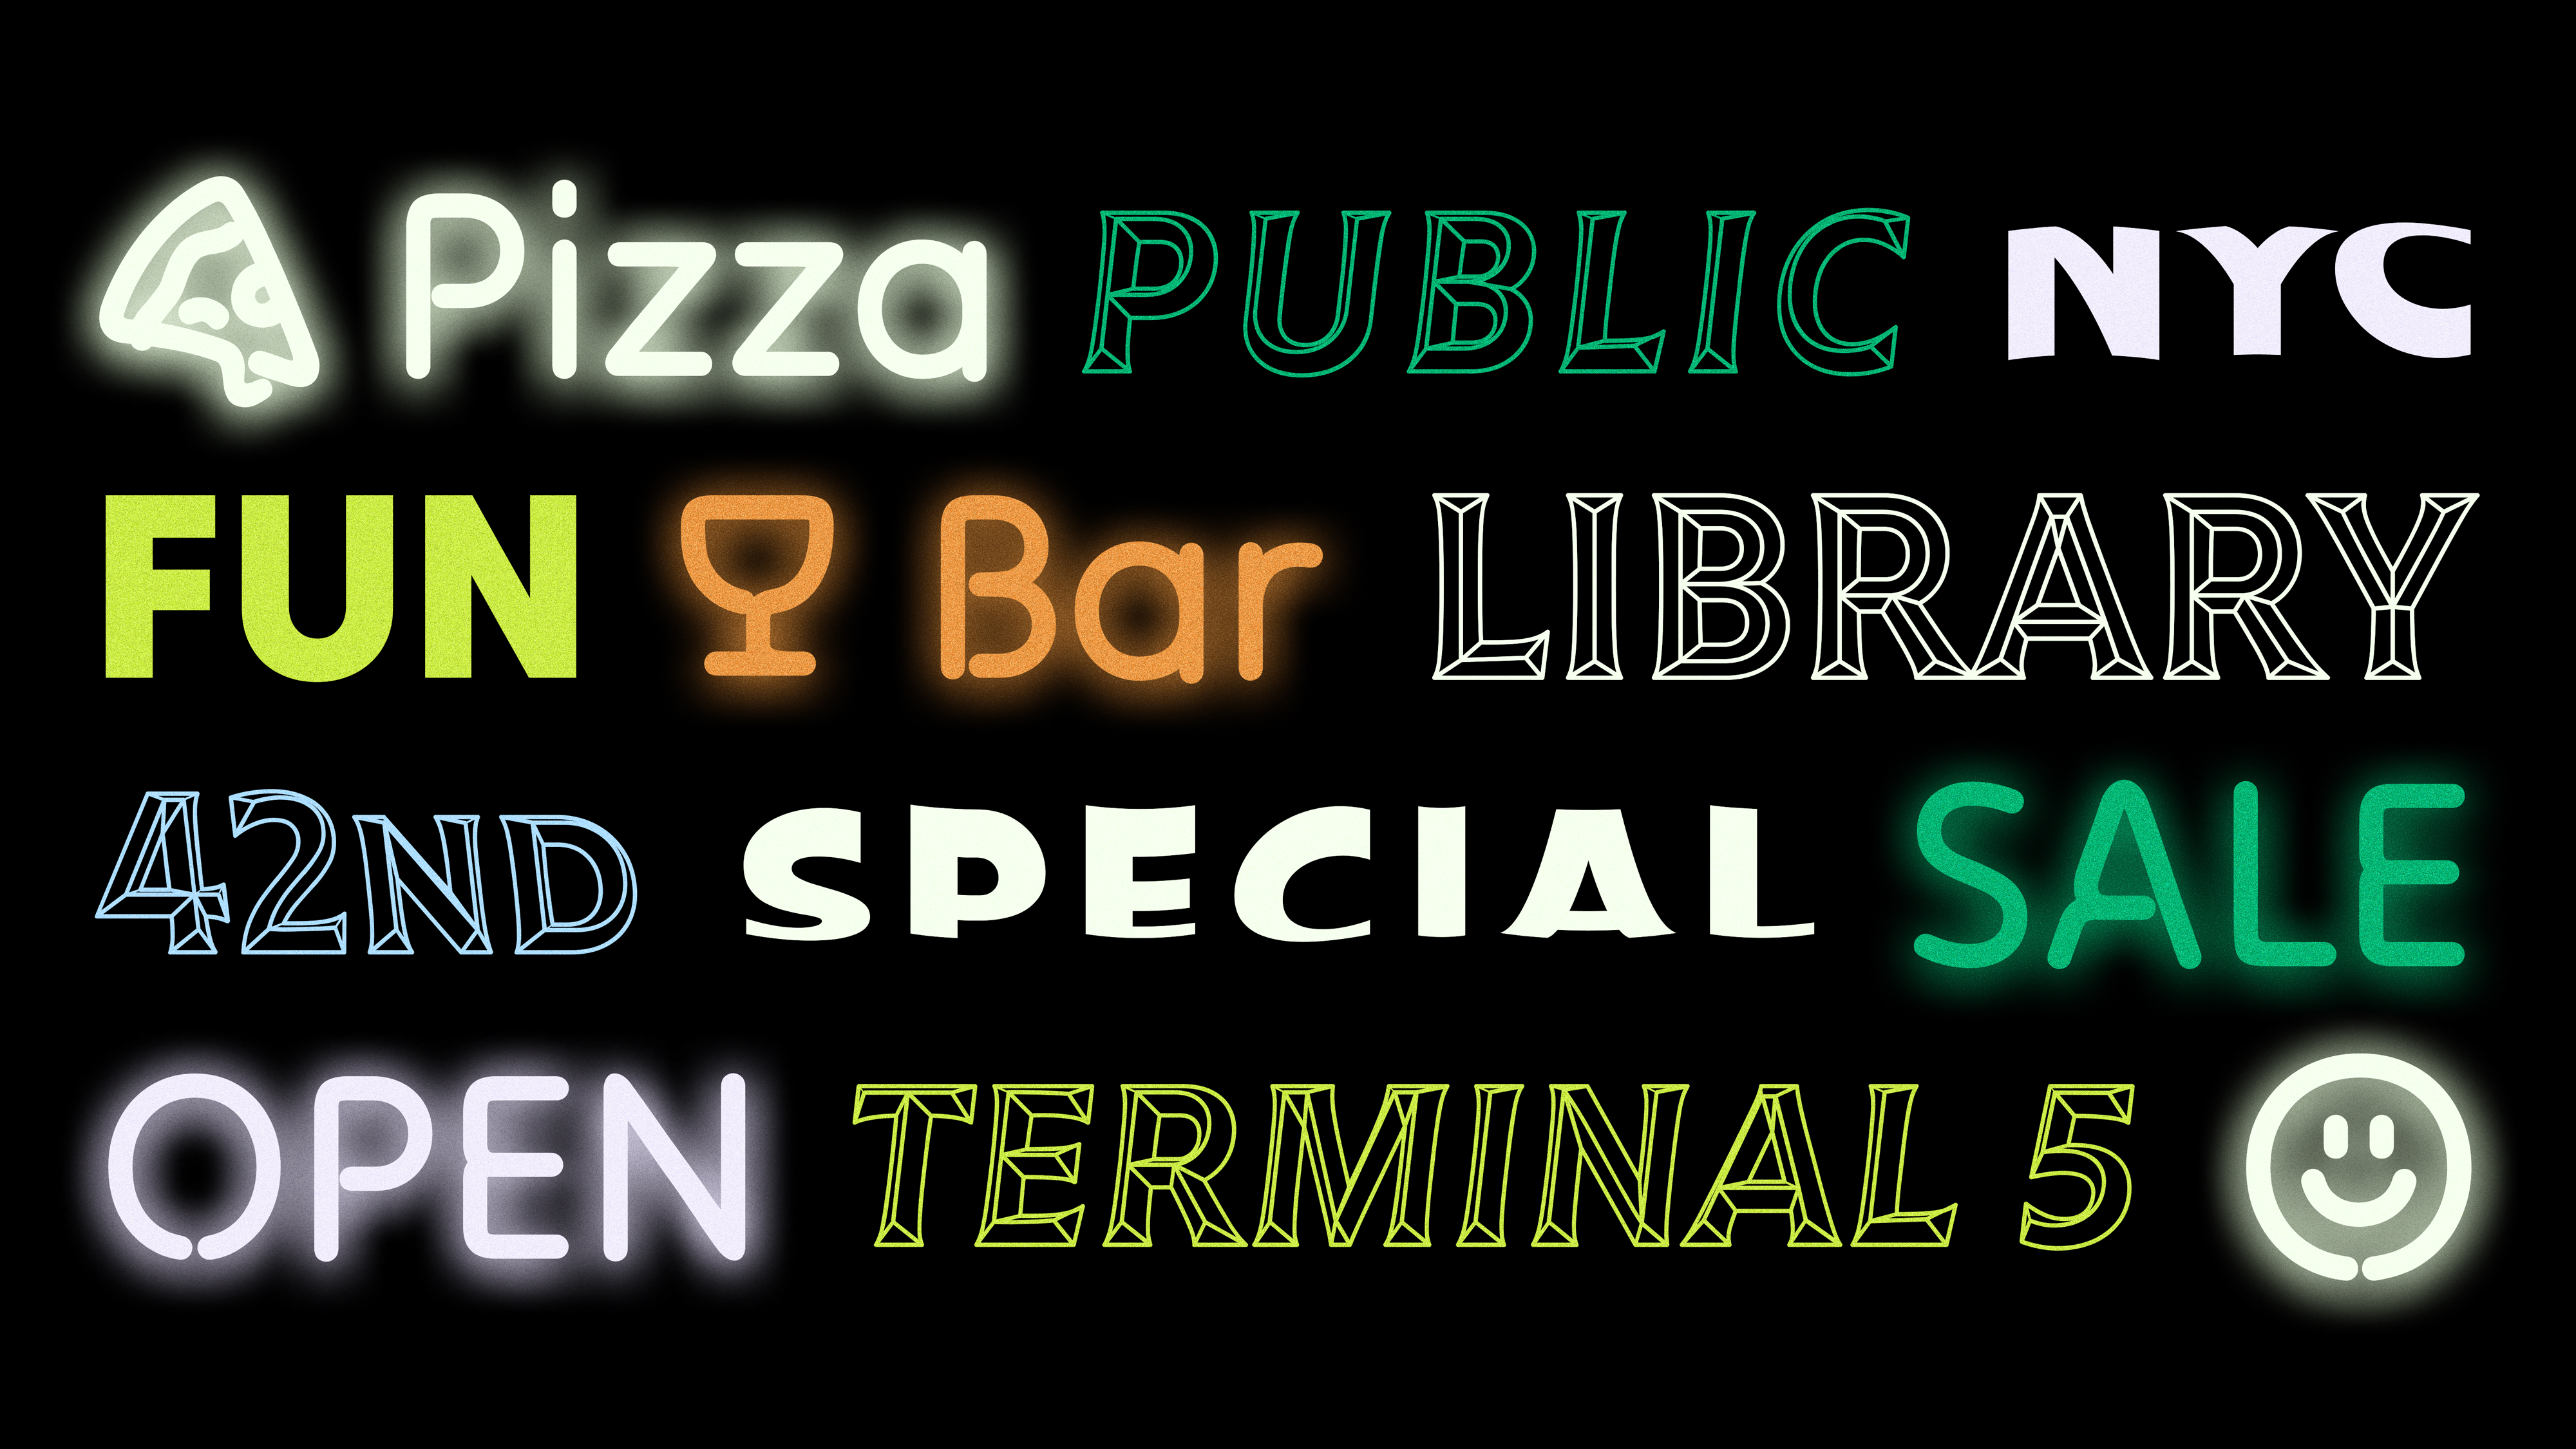 Pizza PUBLIC NYC
FUN Bar LIBRARY
42ND SPECIAL SALE
OPEN TERMINAL 5